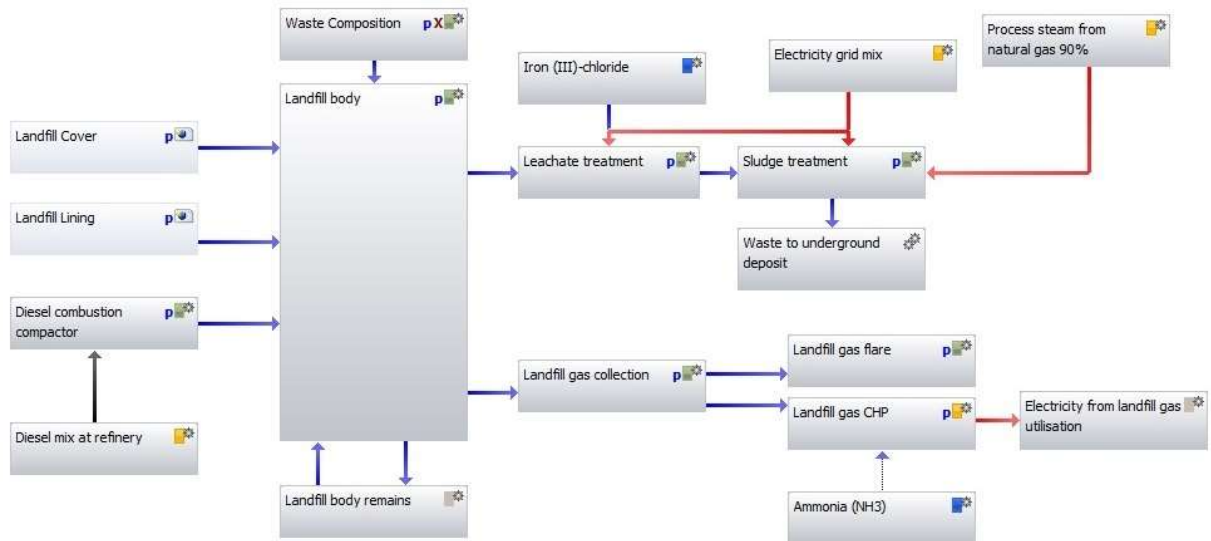 Waste Composition p X
Process steam from
natural gas 90% 
Iron (III)-chloride
Electricity grid mix
Landfill body p
Landfill Cover p
Leachate treatment p
Sludge treatment p
Landfill Lining p
Waste to underground
deposit
Diesel combustion p
compactor
Landfill gas flare p
Landfill gas collection p
Landfill gas CHP p
Electricity from landfill gas
utilisation
Diesel mix at refinery
Landfill body remains
Ammonia (NH3)